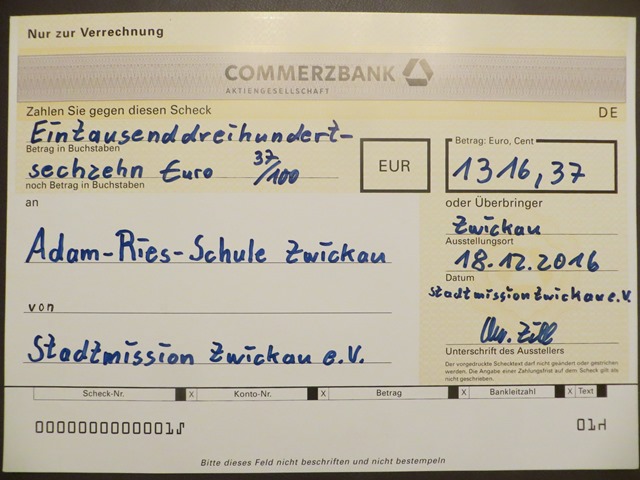 Nur zur Verrechnung
COMMERZBANK
AKTIENGESELLSCHAFT
Zahlen Sie gegen diesen Scheck
DE
Eintausenddreihundert-
Betrag in Buchstaben
sechzehn Euro 37/100
noch Betrag in Buchstaben
EUR
Betrag: Euro, Cent
1316,37
an
oder Überbringer
Adam-Ries-Schule Zwickau
Zwickau
Ausstellungsort
18.12.2016
Datum
Stadtmission Zwickau e.V.
von
Stadtmission Zwickau e.V.
Unterschrift des Ausstellers
Der vorgedruckte Schecktext darf nicht geändert oder gestrichen
werden. Die Angabe einer Zahlungsfrist auf dem Scheck gilt als
nicht geschrieben.
Scheck-Nr. X Konto-Nr. X Betrag X Bankleitzahl X Text
0000000000001
01
Bitte dieses Feld nicht beschriften und nicht bestempeln